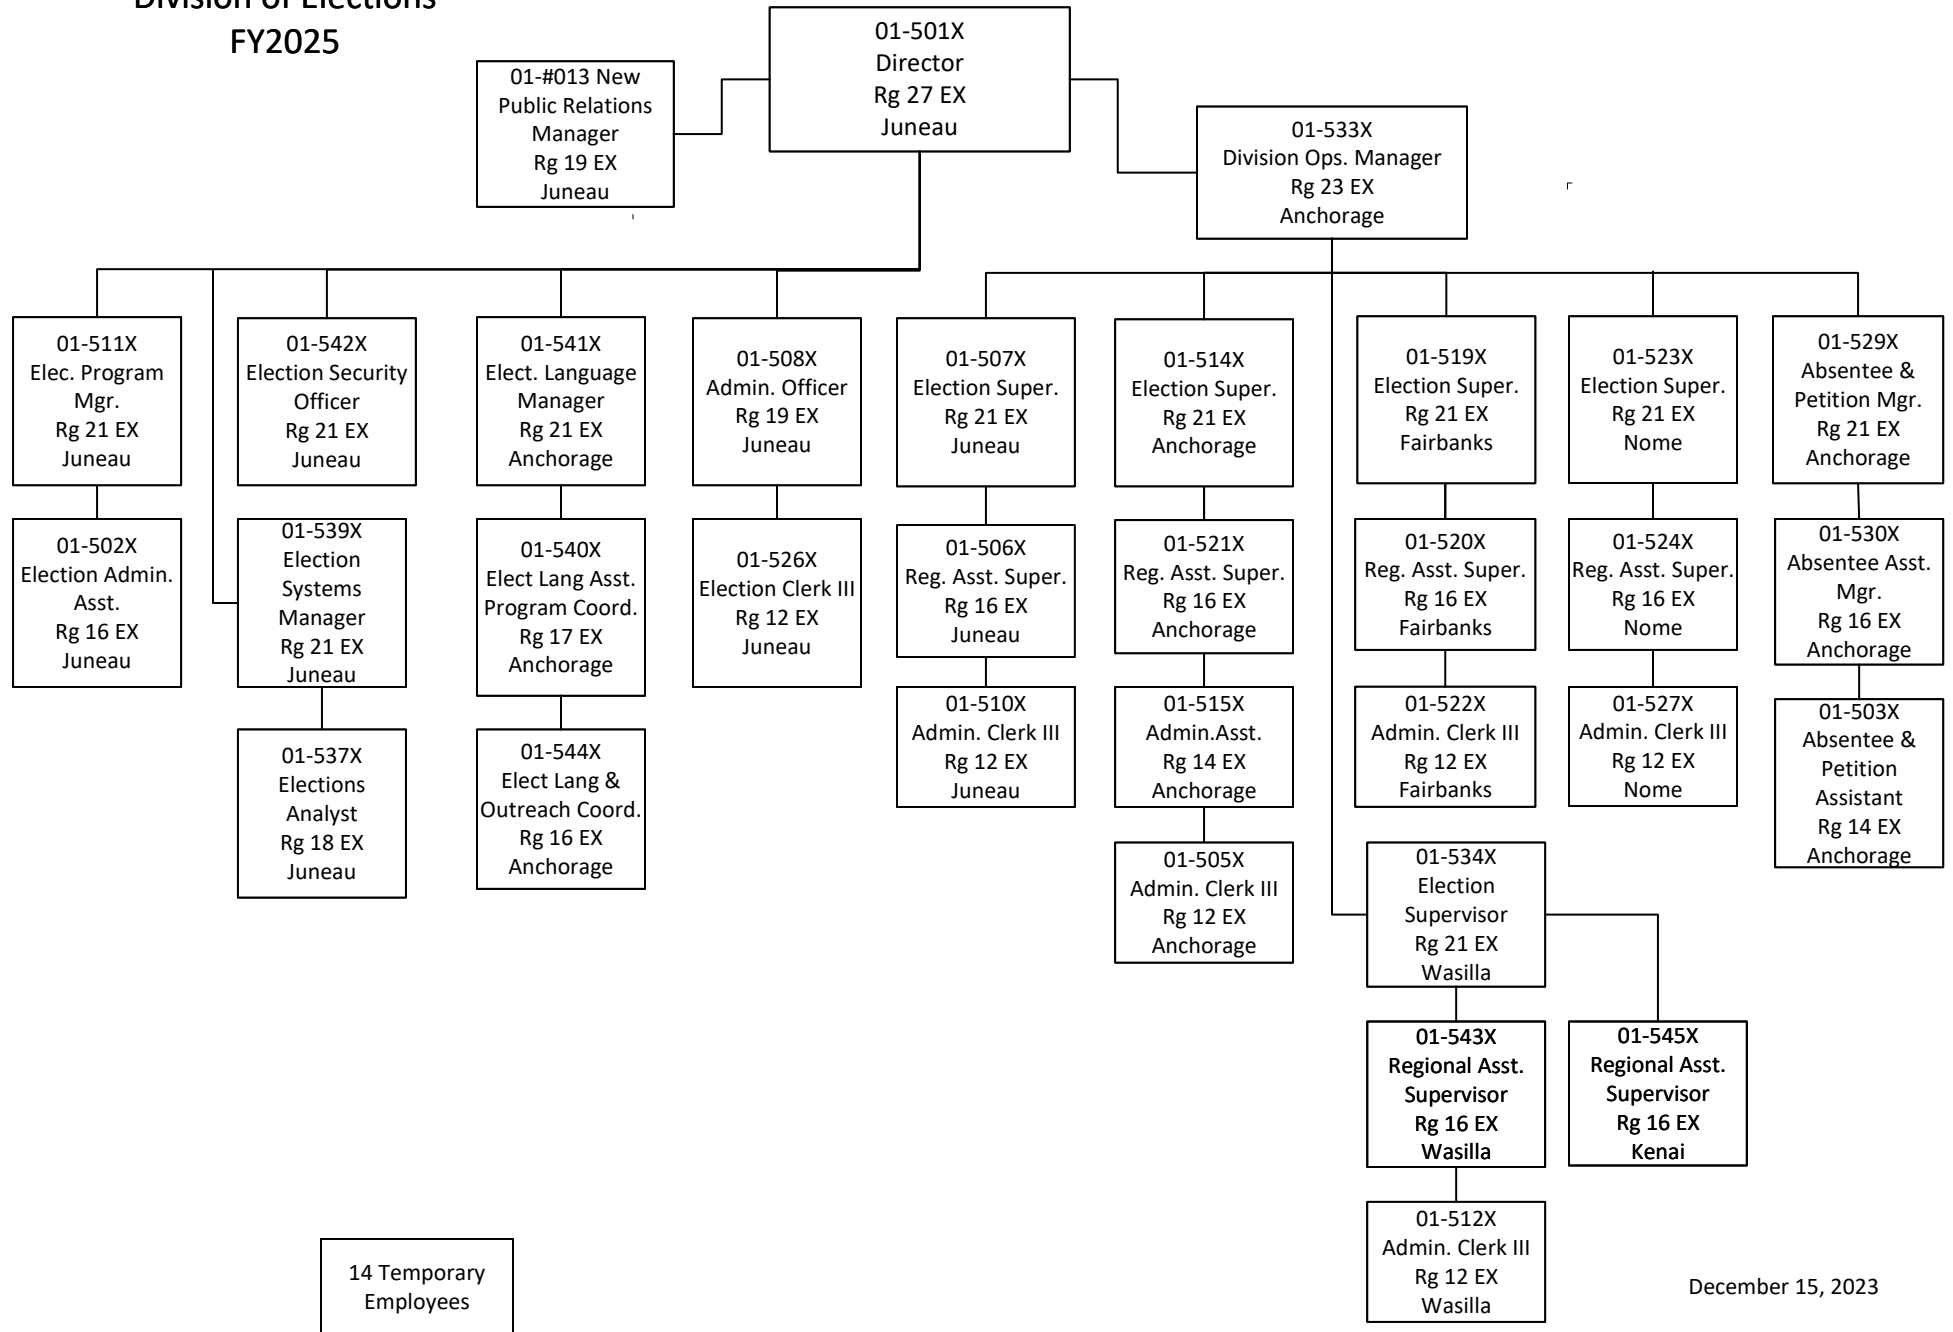 Division of Elections
FY2025
01-501X
Director
Rg 27 EX
Juneau
01-#013 New
Public Relations
Manager
Rg 19 EX
Juneau
01-533X
Division Ops. Manager
Rg 23 EX
Anchorage
01-511X
Elec. Program
Mgr.
Rg 21 EX
Juneau
01-542X
Election Security
Officer
Rg 21 EX
Juneau
01-541X
Elect. Language
Manager
Rg 21 EX
Anchorage
01-508X
Admin. Officer
Rg 19 EX
Juneau
01-507X
Election Super.
Rg 21 EX
Juneau
01-514X
Election Super.
Rg 21 EX
Anchorage
01-519X
Election Super.
Rg 21 EX
Fairbanks
01-523X
Election Super.
Rg 21 EX
Nome
01-529X
Absentee &
Petition Mgr.
Rg 21 EX
Anchorage
01-502X
Election Admin.
Asst.
Rg 16 EX
Juneau
01-539X
Election
Systems
Manager
Rg 21 EX
Juneau
01-540X
Elect Lang Asst.
Program Coord.
Rg 17 EX
Anchorage
01-526X
Election Clerk III
Rg 12 EX
Juneau
01-506X
Reg. Asst. Super.
Rg 16 EX
Juneau
01-521X
Reg. Asst. Super.
Rg 16 EX
Anchorage
01-520X
Reg. Asst. Super.
Rg 16 EX
Fairbanks
01-524X
Reg. Asst. Super.
Rg 16 EX
Nome
01-530X
Absentee Asst.
Mgr.
Rg 16 EX
Anchorage
01-537X
Elections
Analyst
Rg 18 EX
Juneau
01-544X
Elect Lang &
Outreach Coord.
Rg 16 EX
Anchorage
01-510X
Admin. Clerk III
Rg 12 EX
Juneau
01-515X
Admin.Asst.
Rg 14 EX
Anchorage
01-522X
Admin. Clerk III
Rg 12 EX
Fairbanks
01-527X
Admin. Clerk III
Rg 12 EX
Nome
01-503X
Absentee &
Petition
Assistant
Rg 14 EX
Anchorage
01-505X
Admin. Clerk III
Rg 12 EX
Anchorage
01-534X
Election
Supervisor
Rg 21 EX
Wasilla
01-543X
Regional Asst.
Supervisor
Rg 16 EX
Wasilla
01-545X
Regional Asst.
Supervisor
Rg 16 EX
Kenai
01-512X
Admin. Clerk III
Rg 12 EX
Wasilla
14 Temporary
Employees
December 15, 2023